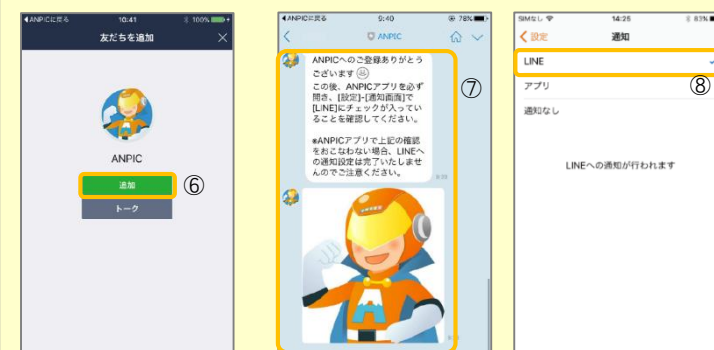 ◀ANPICに戻る 10:41 100%
友だちを追加 ×
ANPIC
追加
⑥
トーク
◀ANPICに戻る 9:40 78%
ANPIC
ANPICへのご登録ありがとう
ございます
この後、ANPICアプリを必ず
開き、[設定]-[通知画面]で
[LINE]にチェックが入ってい
ることを確認してください。
※ANPICアプリで上記の確認
をおこなわない場合、LINEへ
の通知設定は完了いたしませ
んのでご注意ください。
⑦
SIMなし 14:25 83%
設定 通知
LINE
アプリ
⑧
通知なし
LINEへの通知が行われます